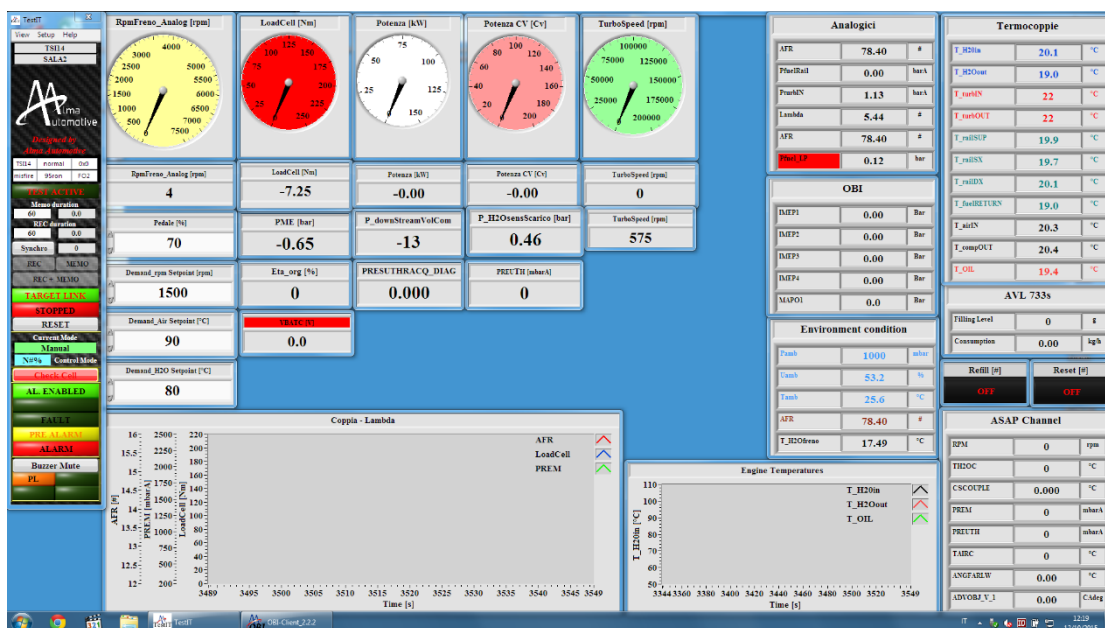 TestIT
View Setup Help
TSI14
SALA2
Alma
Automotive
Designed by
Alma Automotive
TSI14 normal 0x9
misfire 95ron FO2
TEST ACTIVE
Memo duration
60 0.0
REC duration
60 0.0
Synchro 0
REC MEMO
REC + MEMO
TARGET LINK
STOPPED
RESET
Current Mode
Manual
N#% Control Mode
Check Cell
AL. ENABLED
FAULT
PRE ALARM
ALARM
Buzzer Mute
PL
RpmFreno_Analog [rpm]
500 1000 1500 2000 2500 3000 4000 5000 5500 6000 6500 7500
LoadCell [Nm]
25 50 75 100 125 150 175 200 250
Potenza [kW]
25 50 75 100 125 150
Potenza CV [Cv]
20 40 60 80 100 120 140 160 180 200
TurboSpeed [rpm]
25000 50000 75000 100000 125000 150000 175000 200000
RpmFreno_Analog [rpm]
4
LoadCell [Nm]
-7.25
Potenza [kW]
-0.00
Potenza CV [Cv]
-0.00
TurboSpeed [rpm]
0
Pedale [%]
70
PME [bar]
-0.65
P_downStreamVolCom
-13
P_H2OsensScarico [bar]
0.46
TurboSpeed [rpm]
575
Demand_rpm Setpoint [rpm]
1500
Eta_org [%]
0
PRESUTHRACQ_DIAG
0.000
PREUTH [mbarA]
0
Demand_Air Setpoint [°C]
90
VBATC [V]
0.0
Demand_H2O Setpoint [°C]
80
Coppia - Lambda
AFR
LoadCell
PREM
AFR [#]
16 15.5 15 14.5 14 13.5 13 12.5 12
PREM [mbarA]
2500 2250 2000 1750 1500 1250 1000 750 500 200
LoadCell [Nm]
220 200 180 160 140 120 100 80 60 40 20 0
3489 3495 3500 3505 3510 3515 3520 3525 3530 3535 3540 3545 3549
Time [s]
Analogici
AFR 78.40 #
PfuelRail 0.00 barA
PturbIN 1.13 barA
Lambda 5.44 #
AFR 78.40 #
Pfuel_LP 0.12 bar
OBI
IMEP1 0.00 Bar
IMEP2 0.00 Bar
IMEP3 0.00 Bar
IMEP4 0.00 Bar
MAPO1 0.0 Bar
Environment condition
Pamb 1000 mbar
Uamb 53.2 %
Tamb 25.6 °C
AFR 78.40 #
T_H2Ofreno 17.49 °C
Engine Temperatures
T_H20in
T_H2Oout
T_OIL
T_H20in [°C]
110 100 90 80 70 60 50
3344 3360 3380 3400 3420 3440 3460 3480 3500 3520 3549
Time [s]
Termocoppie
T_H20in 20.1 °C
T_H2Oout 19.0 °C
T_turbIN 22 °C
T_turbOUT 22 °C
T_railSUP 19.9 °C
T_railSX 19.7 °C
T_railDX 20.1 °C
T_fuelRETURN 19.0 °C
T_airIN 20.3 °C
T_compOUT 20.4 °C
T_OIL 19.4 °C
AVL 733s
Filling Level 0 g
Consumption 0.00 kg/h
Refill [#] Reset [#]
OFF OFF
ASAP Channel
RPM 0 rpm
TH2OC 0 °C
CSCOUPLE 0.000 °C
PREM 0 mbarA
PREUTH 0 mbarA
TAIRC 0 °C
ANGFARLW 0.00 °C
ADVOBJ_Y_1 0.00 CAdeg
TestIT
OBI-Client_2.2.2
IT
12:19